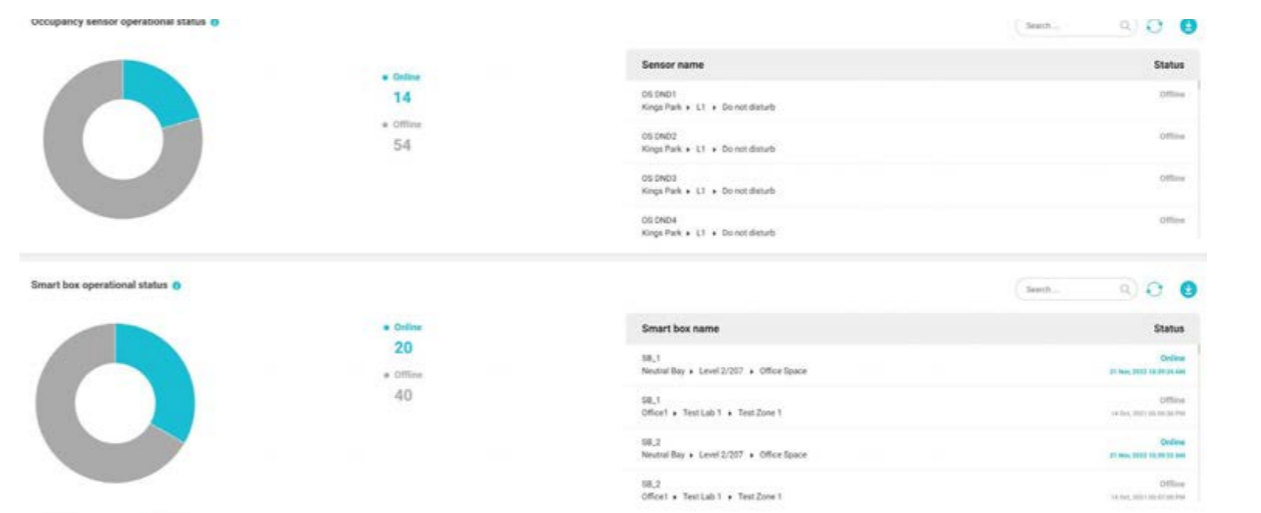 Occupancy sensor operational status
Search...
Online
14
Offline
54
Sensor name Status
OS DND1 Offline
Kings Park ▸ L1 ▸ Do not disturb
OS DND2 Offline
Kings Park ▸ L1 ▸ Do not disturb
OS DND3 Offline
Kings Park ▸ L1 ▸ Do not disturb
OS DND4 Offline
Kings Park ▸ L1 ▸ Do not disturb
Smart box operational status
Search...
Online
20
Offline
40
Smart box name Status
SB_1 Online
Neutral Bay ▸ Level 2/207 ▸ Office Space
SB_1 Offline
Office1 ▸ Test Lab 1 ▸ Test Zone 1
SB_2 Online
Neutral Bay ▸ Level 2/207 ▸ Office Space
SB_2 Offline
Office1 ▸ Test Lab 1 ▸ Test Zone 1